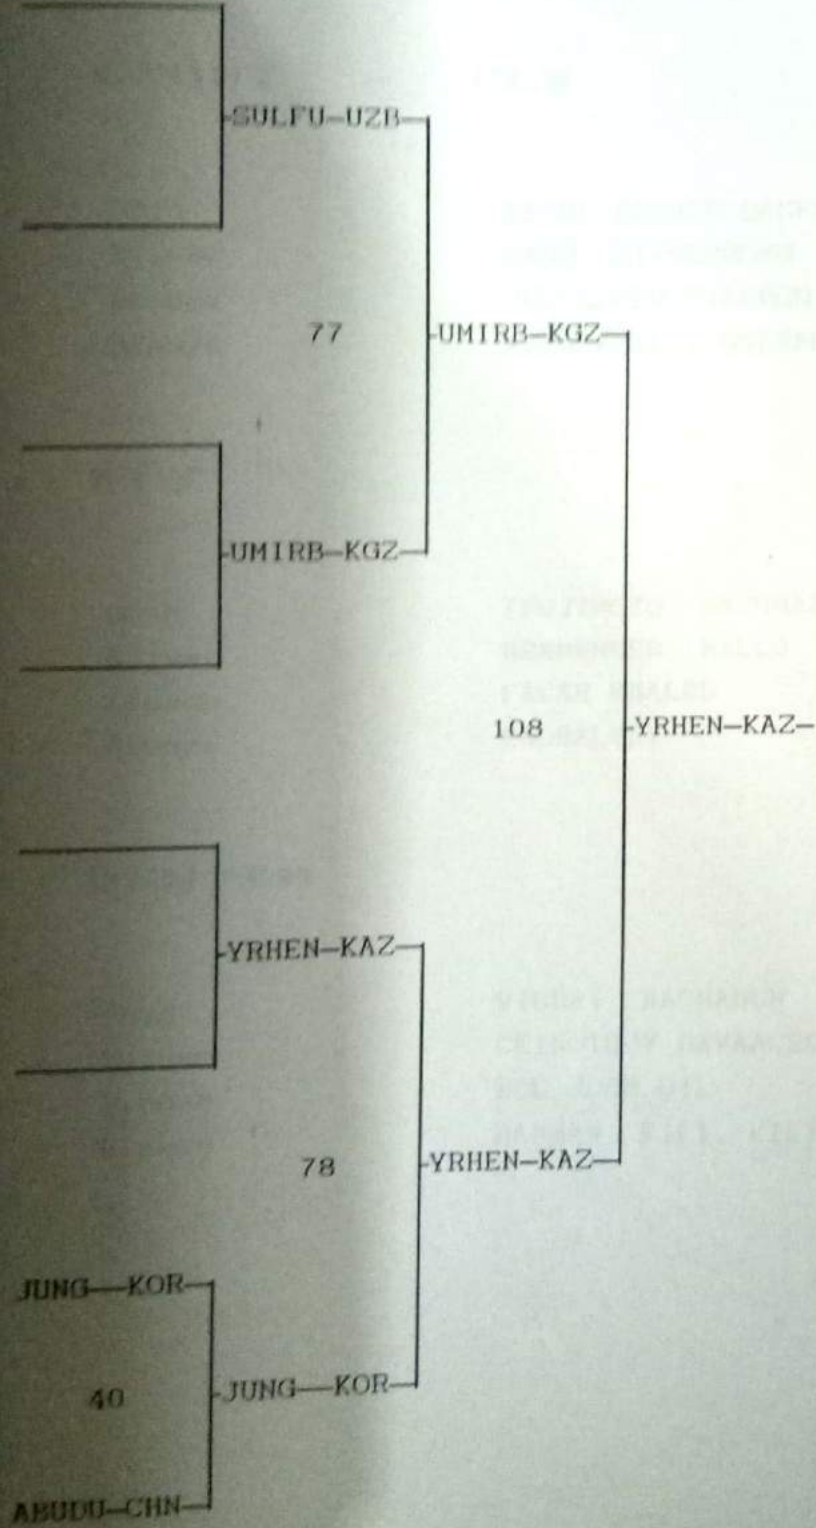 SULFU-UZB
77
UMIRB-KGZ
UMIRB-KGZ
108
YRHEN-KAZ
YRHEN-KAZ
78
YRHEN-KAZ
JUNG--KOR
40
JUNG--KOR
ABUDU-CHN